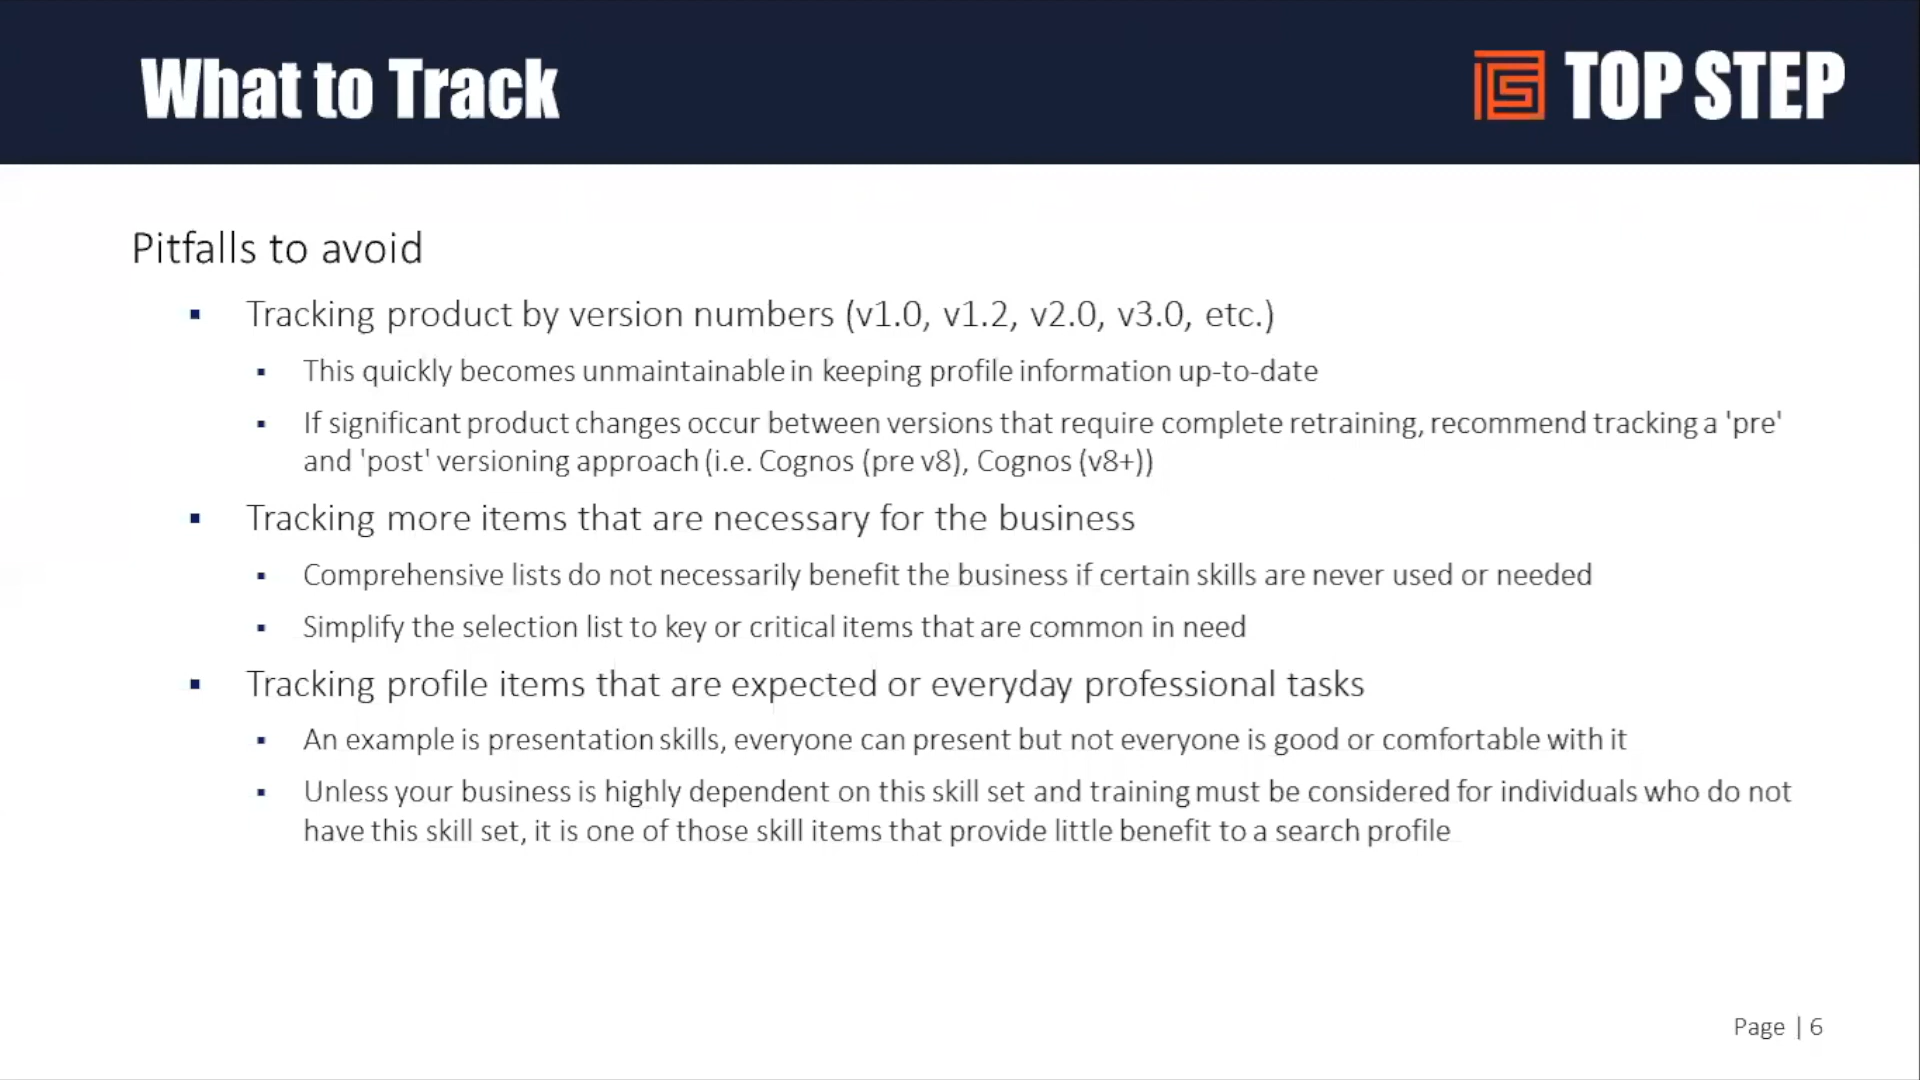 What to Track
TOP STEP
Pitfalls to avoid
▪ Tracking product by version numbers (v1.0, v1.2, v2.0, v3.0, etc.)
▪ This quickly becomes unmaintainable in keeping profile information up-to-date
▪ If significant product changes occur between versions that require complete retraining, recommend tracking a 'pre'
and 'post' versioning approach (i.e. Cognos (pre v8), Cognos (v8+))
▪ Tracking more items that are necessary for the business
▪ Comprehensive lists do not necessarily benefit the business if certain skills are never used or needed
▪ Simplify the selection list to key or critical items that are common in need
▪ Tracking profile items that are expected or everyday professional tasks
▪ An example is presentation skills, everyone can present but not everyone is good or comfortable with it
▪ Unless your business is highly dependent on this skill set and training must be considered for individuals who do not
have this skill set, it is one of those skill items that provide little benefit to a search profile
Page | 6